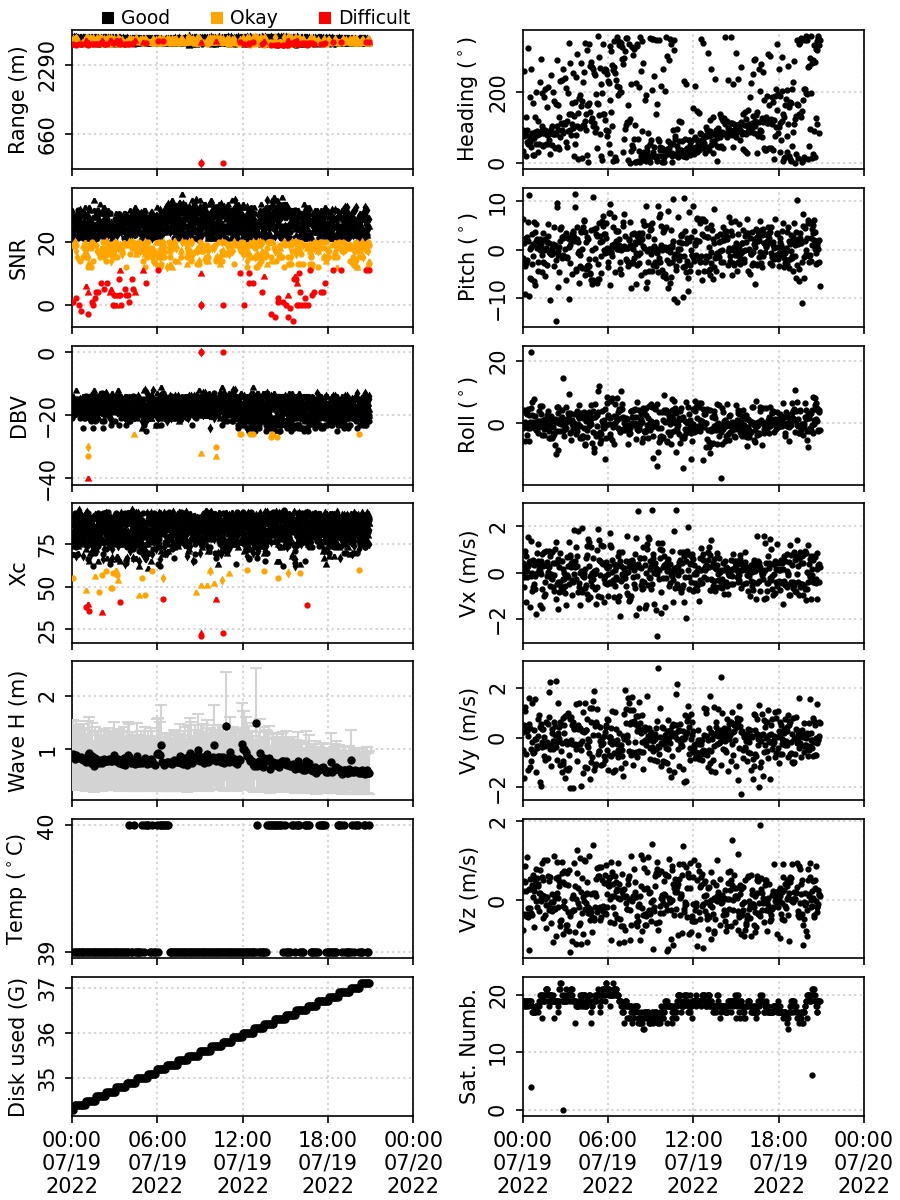 Good Okay Difficult
Range (m)
2290
660
Heading (°)
200
0
SNR
20
0
Pitch (°)
10
0
−10
DBV
0
−20
−40
Roll (°)
20
0
Xc
75
50
25
Vx (m/s)
2
0
−2
Wave H (m)
2
1
Vy (m/s)
2
0
−2
Temp (°C)
40
39
Vz (m/s)
2
0
Disk used (G)
37
36
35
Sat. Numb.
20
10
0
00:00 06:00 12:00 18:00 00:00
07/19 07/19 07/19 07/19 07/20
2022 2022 2022 2022 2022
00:00 06:00 12:00 18:00 00:00
07/19 07/19 07/19 07/19 07/20
2022 2022 2022 2022 2022